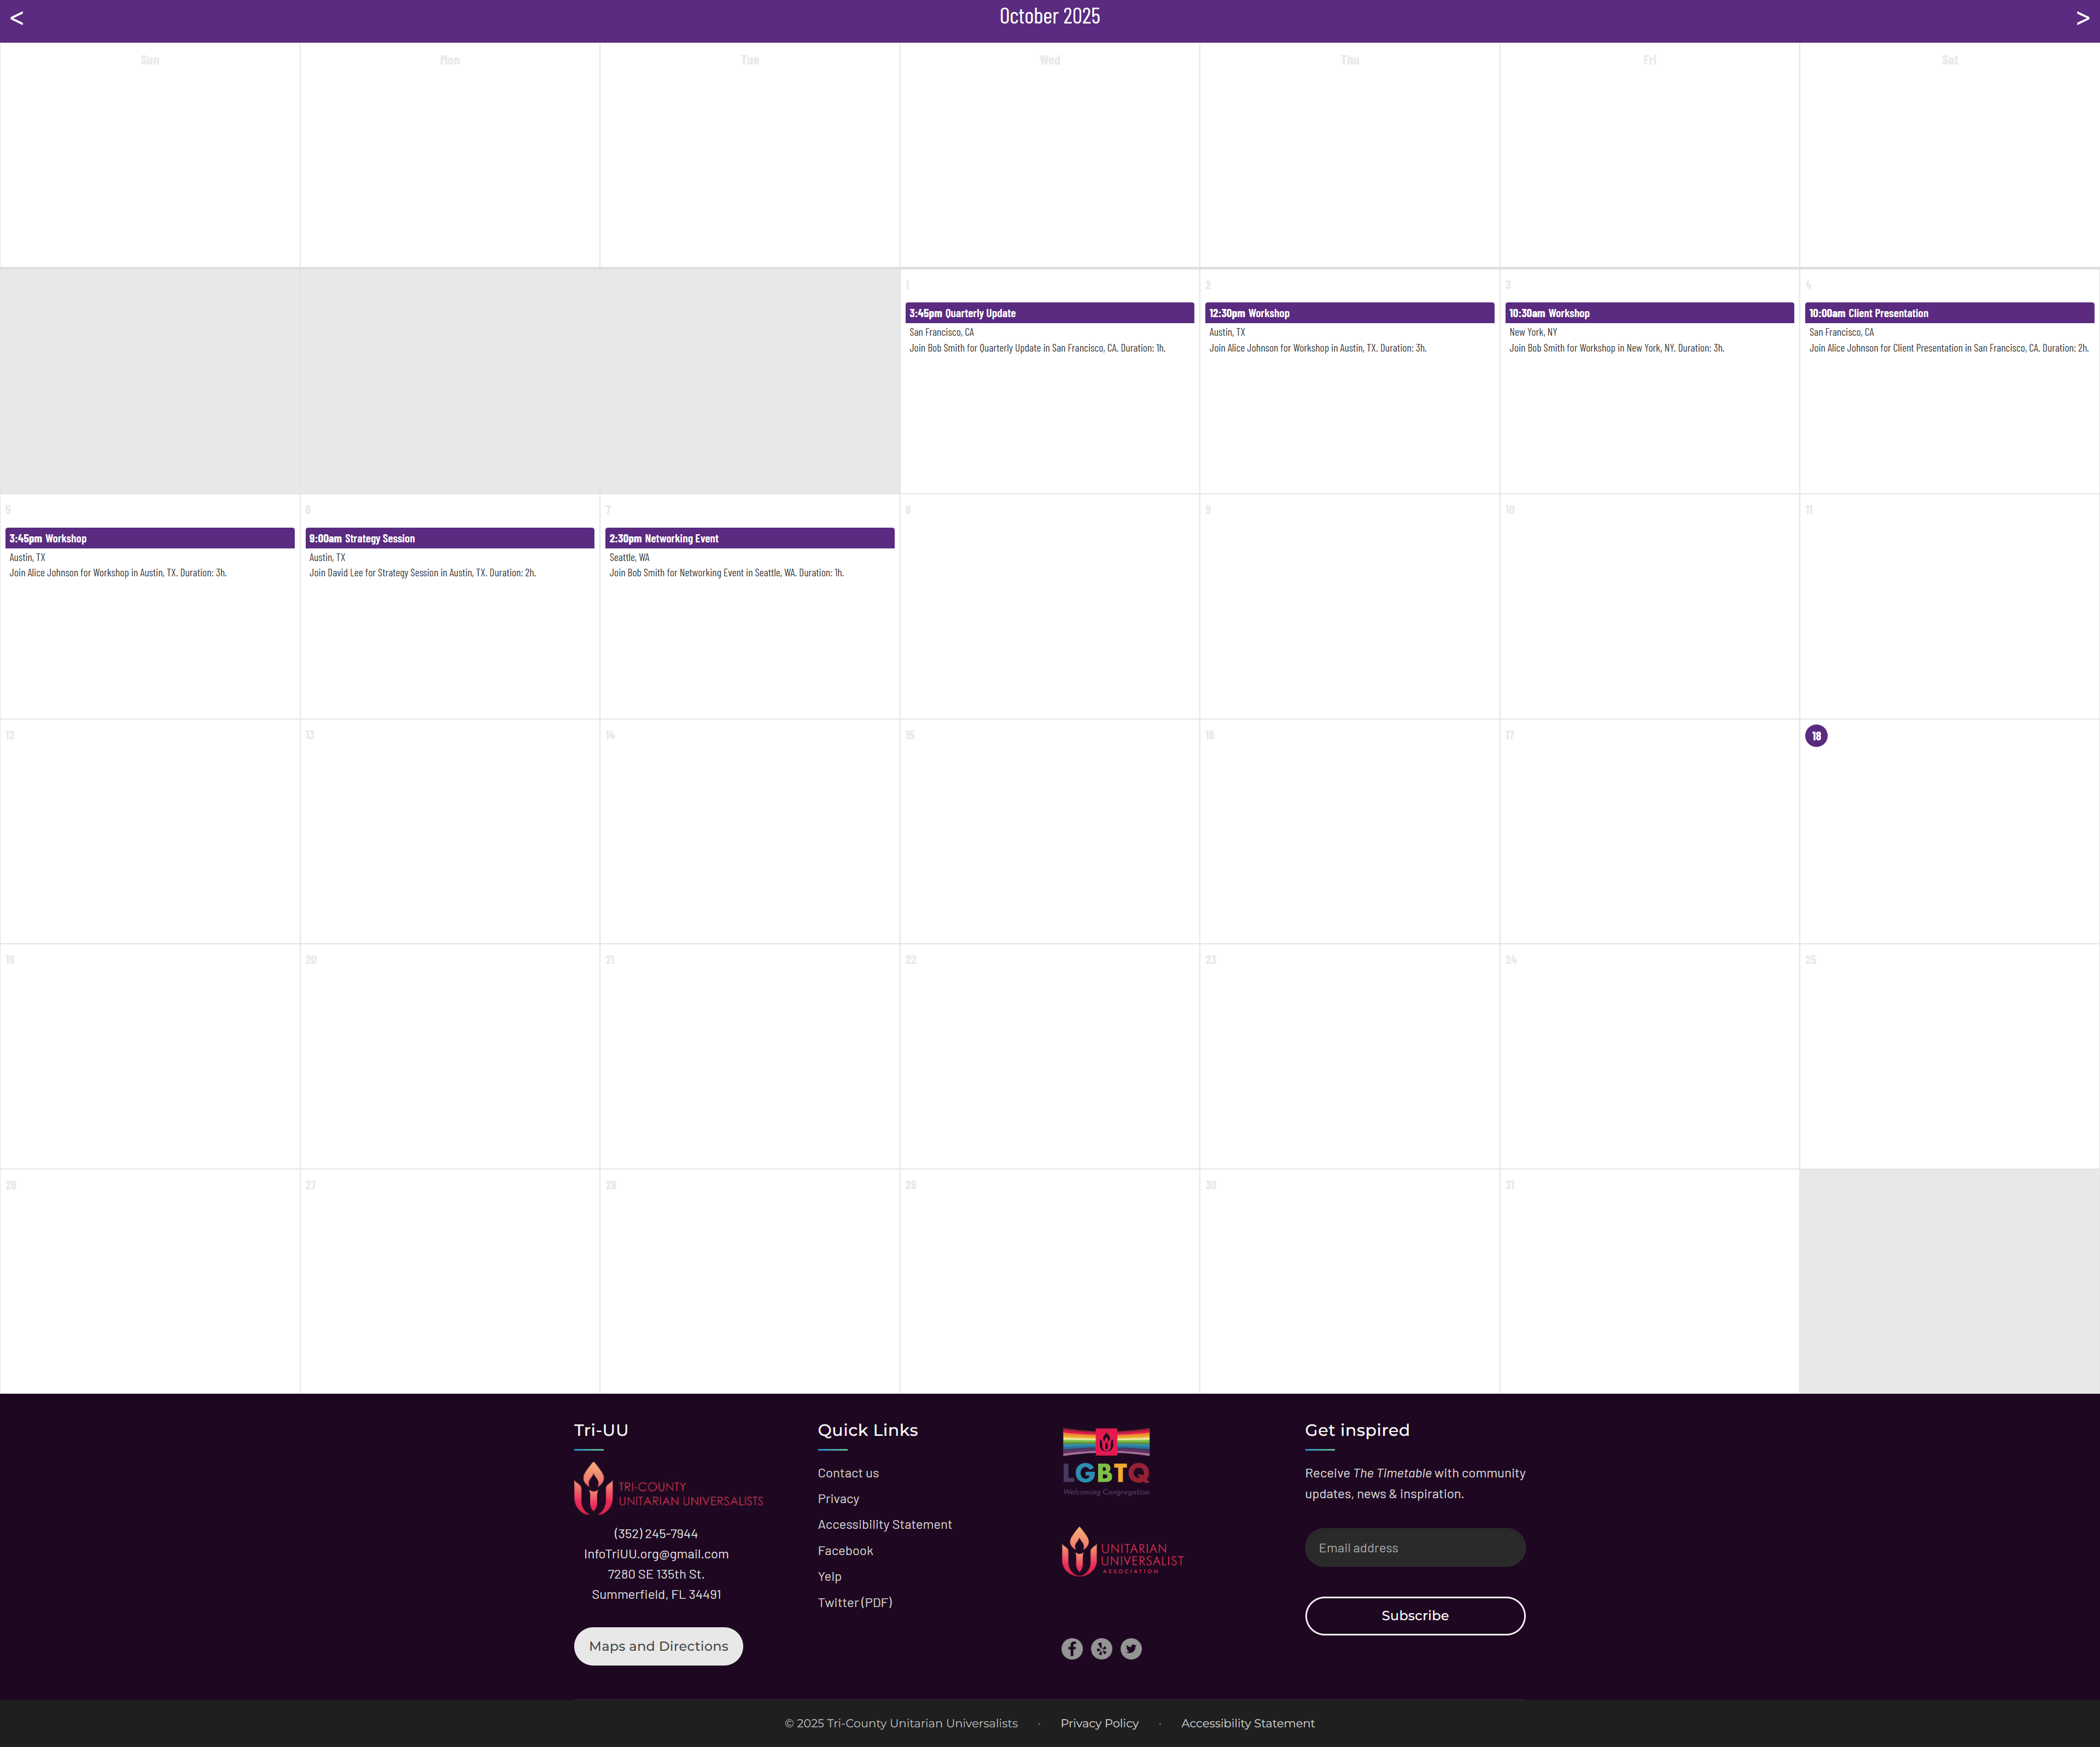 <
October 2025
>
Sun
Mon
Tue
Wed
Thu
Fri
Sat
1
3:45pm Quarterly Update
San Francisco, CA
Join Bob Smith for Quarterly Update in San Francisco, CA. Duration: 1h.
2
12:30pm Workshop
Austin, TX
Join Alice Johnson for Workshop in Austin, TX. Duration: 3h.
3
10:30am Workshop
New York, NY
Join Bob Smith for Workshop in New York, NY. Duration: 3h.
4
10:00am Client Presentation
San Francisco, CA
Join Alice Johnson for Client Presentation in San Francisco, CA. Duration: 2h.
5
3:45pm Workshop
Austin, TX
Join Alice Johnson for Workshop in Austin, TX. Duration: 3h.
6
9:00am Strategy Session
Austin, TX
Join David Lee for Strategy Session in Austin, TX. Duration: 2h.
7
2:30pm Networking Event
Seattle, WA
Join Bob Smith for Networking Event in Seattle, WA. Duration: 1h.
8
9
10
11
12
13
14
15
16
17
18
19
20
21
22
23
24
25
26
27
28
29
30
31
Tri-UU
TRI-COUNTY
UNITARIAN UNIVERSALISTS
(352) 245-7944
InfoTriUU.org@gmail.com
7280 SE 135th St.
Summerfield, FL 34491
Maps and Directions
Quick Links
Contact us
Privacy
Accessibility Statement
Facebook
Yelp
Twitter (PDF)
LGBTQ
Welcoming Congregation
UNITARIAN
UNIVERSALIST
ASSOCIATION
Get inspired
Receive The Timetable with community
updates, news & inspiration.
Email address
Subscribe
© 2025 Tri-County Unitarian Universalists · Privacy Policy · Accessibility Statement